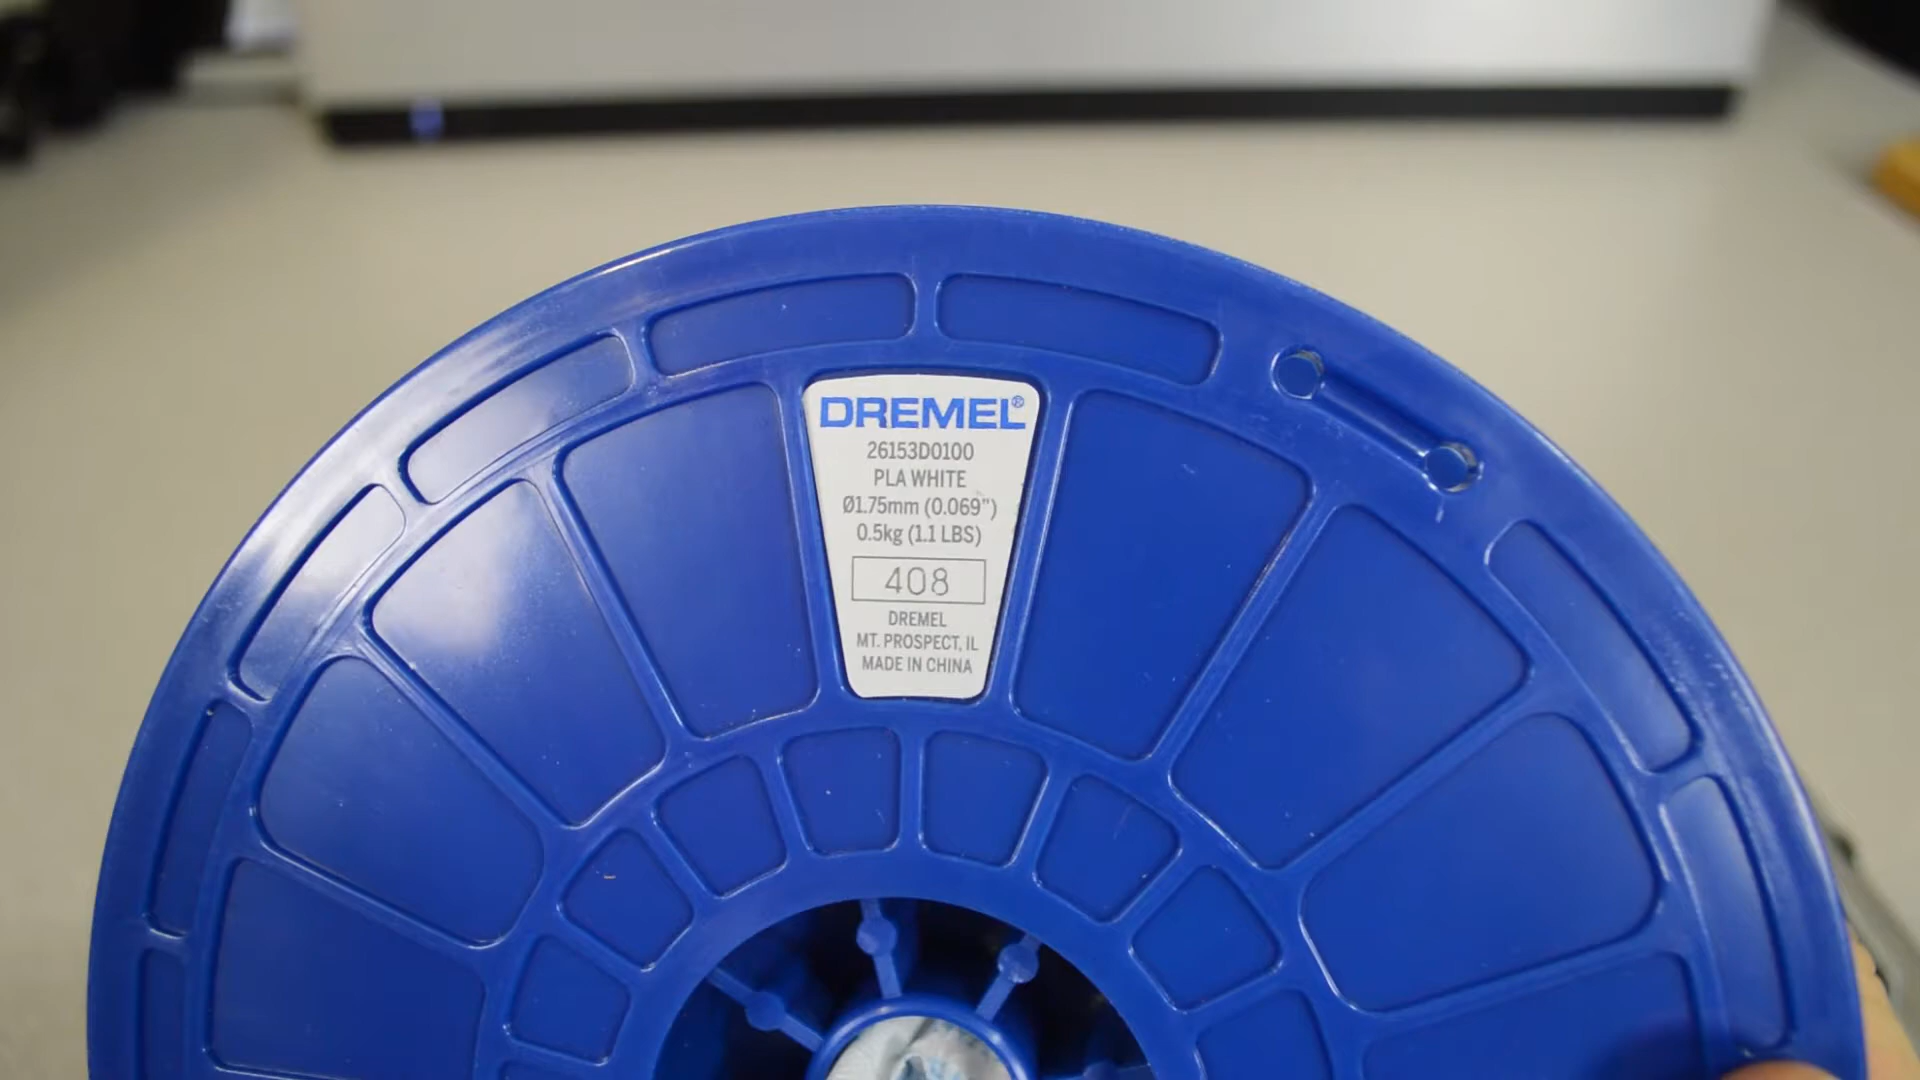 DREMEL®
26153D0100
PLA WHITE
Ø1.75mm (0.069")
0.5kg (1.1 LBS)
408
DREMEL
MT. PROSPECT, IL
MADE IN CHINA